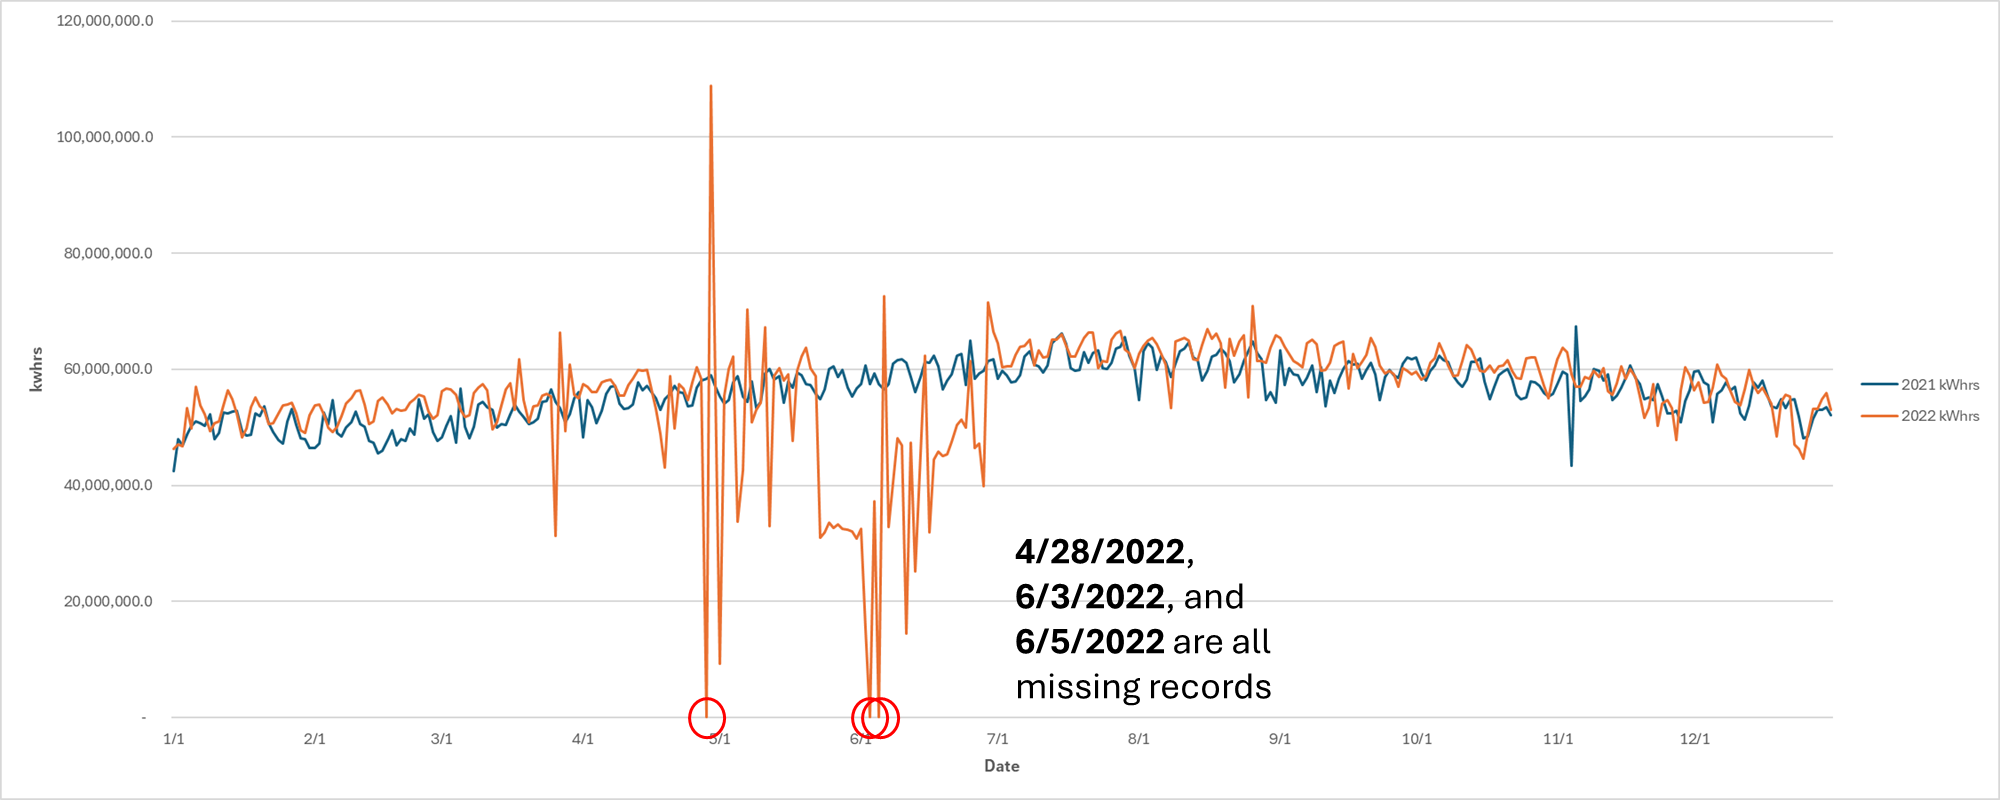 120,000,000.0
100,000,000.0
80,000,000.0
60,000,000.0
40,000,000.0
20,000,000.0
-
kwhrs
1/1 2/1 3/1 4/1 5/1 6/1 7/1 8/1 9/1 10/1 11/1 12/1
Date
4/28/2022,
6/3/2022, and
6/5/2022 are all
missing records
2021 kWhrs
2022 kWhrs